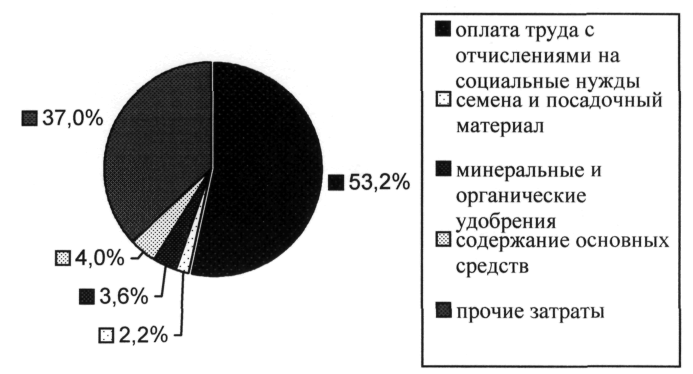 37,0%
53,2%
4,0%
3,6%
2,2%
оплата труда с
отчислениями на
социальные нужды
семена и посадочный
материал
минеральные и
органические
удобрения
содержание основных
средств
прочие затраты